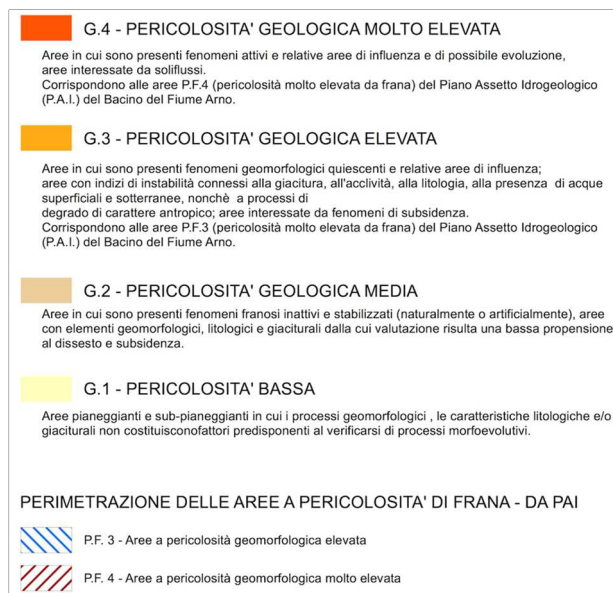 G.4 - PERICOLOSITA' GEOLOGICA MOLTO ELEVATA
Aree in cui sono presenti fenomeni attivi e relative aree di influenza e di possibile evoluzione,
aree interessate da soliflussi.
Corrispondono alle aree P.F.4 (pericolosità molto elevata da frana) del Piano Assetto Idrogeologico
(P.A.I.) del Bacino del Fiume Arno.
G.3 - PERICOLOSITA' GEOLOGICA ELEVATA
Aree in cui sono presenti fenomeni geomorfologici quiescenti e relative aree di influenza;
aree con indizi di instabilità connessi alla giacitura, all'acclività, alla litologia, alla presenza di acque
superficiali e sotterranee, nonchè a processi di
degrado di carattere antropico; aree interessate da fenomeni di subsidenza.
Corrispondono alle aree P.F.3 (pericolosità molto elevata da frana) del Piano Assetto Idrogeologico
(P.A.I.) del Bacino del Fiume Arno.
G.2 - PERICOLOSITA' GEOLOGICA MEDIA
Aree in cui sono presenti fenomeni franosi inattivi e stabilizzati (naturalmente o artificialmente), aree
con elementi geomorfologici, litologici e giaciturali dalla cui valutazione risulta una bassa propensione
al dissesto e subsidenza.
G.1 - PERICOLOSITA' BASSA
Aree pianeggianti e sub-pianeggianti in cui i processi geomorfologici , le caratteristiche litologiche e/o
giaciturali non costituisconofattori predisponenti al verificarsi di processi morfoevolutivi.
PERIMETRAZIONE DELLE AREE A PERICOLOSITA' DI FRANA - DA PAI
P.F. 3 - Aree a pericolosità geomorfologica elevata
P.F. 4 - Aree a pericolosità geomorfologica molto elevata